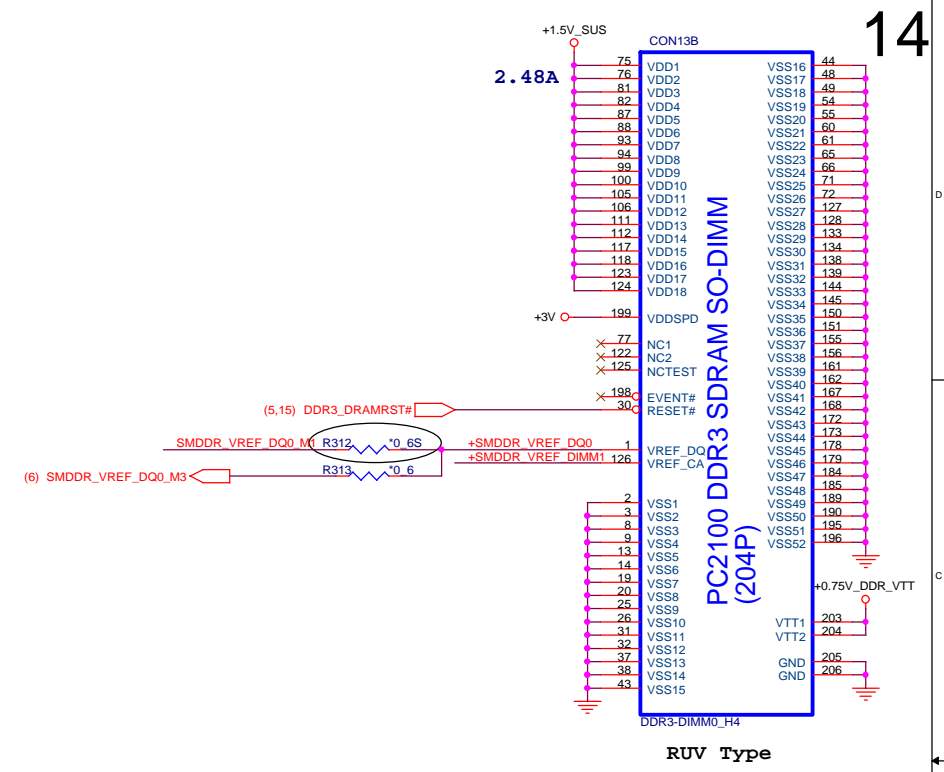 14
+1.5V_SUS
CON13B
2.48A
75 VDD1 VSS16 44
76 VDD2 VSS17 48
81 VDD3 VSS18 49
82 VDD4 VSS19 54
87 VDD5 VSS20 55
88 VDD6 VSS21 60
93 VDD7 VSS22 61
94 VDD8 VSS23 65
99 VDD9 VSS24 66
100 VDD10 VSS25 71
105 VDD11 VSS26 72
106 VDD12 VSS27 127
111 VDD13 VSS28 128
112 VDD14 VSS29 133
117 VDD15 VSS30 134
118 VDD16 VSS31 138
123 VDD17 VSS32 139
124 VDD18 VSS33 144
VSS34 145
+3V 199 VDDSPD VSS35 150
VSS36 151
77 NC1 VSS37 155
122 NC2 VSS38 156
125 NCTEST VSS39 161
VSS40 162
198 EVENT# VSS41 167
(5,15) DDR3_DRAMRST# 30 RESET# VSS42 168
VSS43 172
VSS44 173
SMDDR_VREF_DQ0_M1 R312 *0_6S +SMDDR_VREF_DQ0 1 VREF_DQ VSS45 178
+SMDDR_VREF_DIMM1 126 VREF_CA VSS46 179
(6) SMDDR_VREF_DQ0_M3 R313 *0_6 VSS47 184
VSS48 185
2 VSS1 VSS49 189
3 VSS2 VSS50 190
8 VSS3 VSS51 195
9 VSS4 VSS52 196
13 VSS5
14 VSS6
19 VSS7
20 VSS8
25 VSS9
26 VSS10
31 VSS11
32 VSS12
37 VSS13
38 VSS14
43 VSS15
PC2100 DDR3 SDRAM SO-DIMM
(204P)
+0.75V_DDR_VTT
VTT1 203
VTT2 204
GND 205
GND 206
DDR3-DIMM0_H4
RUV Type
D
C